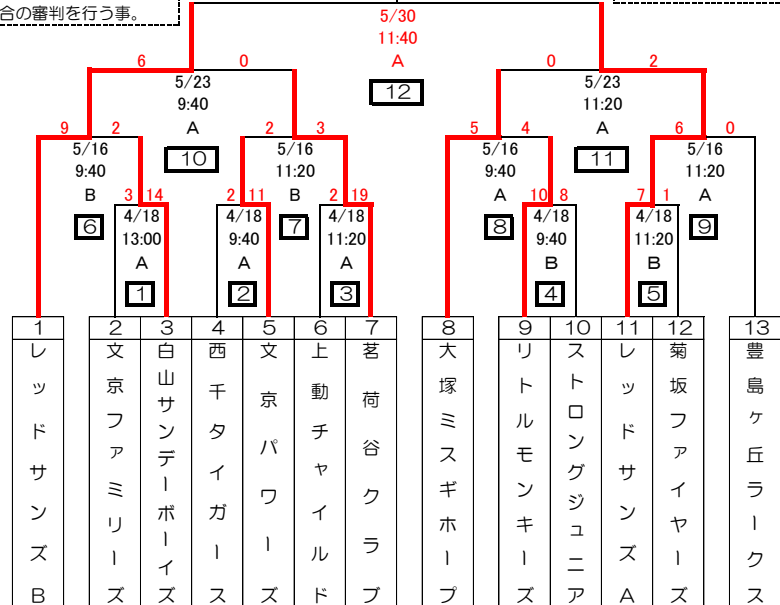 合の審判を行う事。
5/30
11:40
A
12
6 0
5/23
9:40
A
10
0 2
5/23
11:20
A
11
9 2
5/16
9:40
B
6
2 3
5/16
11:20
B
7
5 4
5/16
9:40
A
8
6 0
5/16
11:20
A
9
3 14
4/18
13:00
A
1
2 11
4/18
9:40
A
2
2 19
4/18
11:20
A
3
10 8
4/18
9:40
B
4
7 1
4/18
11:20
B
5
1
レッドサンズB
2
文京ファミリーズ
3
白山サンデーボーイズ
4
西千タイガース
5
文京パワーズ
6
上動チャイルド
7
茗荷谷クラブ
8
大塚ミスギホープ
9
リトルモンキーズ
10
ストロングジュニア
11
レッドサンズA
12
菊坂ファイヤーズ
13
豊島ヶ丘ラークス